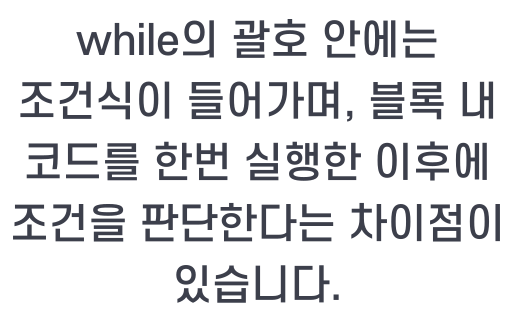 while의 괄호 안에는
조건식이 들어가며, 블록 내
코드를 한번 실행한 이후에
조건을 판단한다는 차이점이
있습니다.